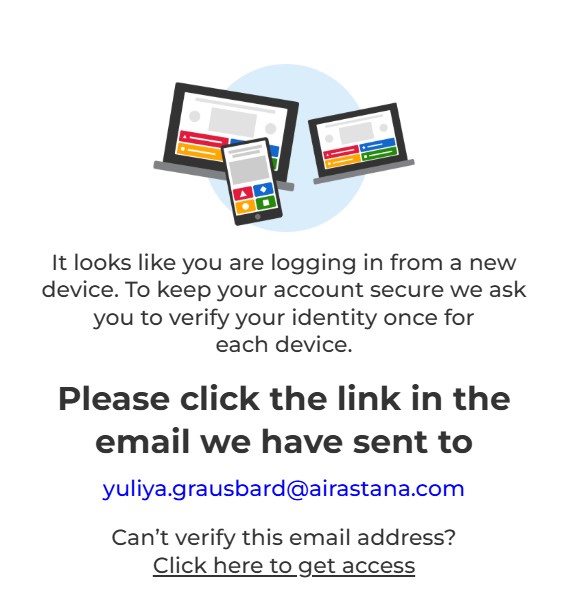 It looks like you are logging in from a new
device. To keep your account secure we ask
you to verify your identity once for
each device.
Please click the link in the
email we have sent to
yuliya.grausbard@airastana.com
Can’t verify this email address?
Click here to get access